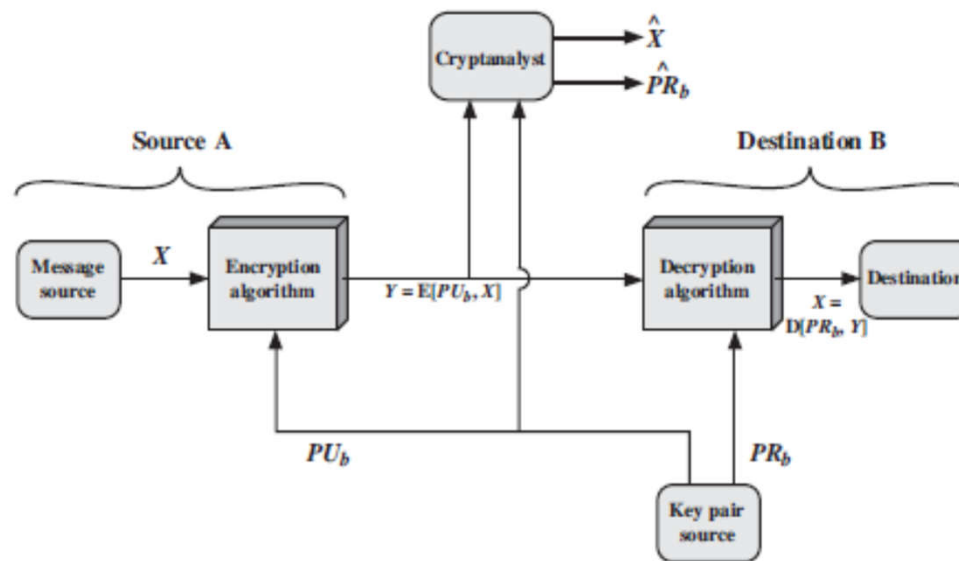 X̂
Cryptanalyst
P̂R_b
Source A
Destination B
Message
source
X
Encryption
algorithm
Y = E[PU_b, X]
Decryption
algorithm
X =
D[PR_b, Y]
Destination
PU_b
PR_b
Key pair
source